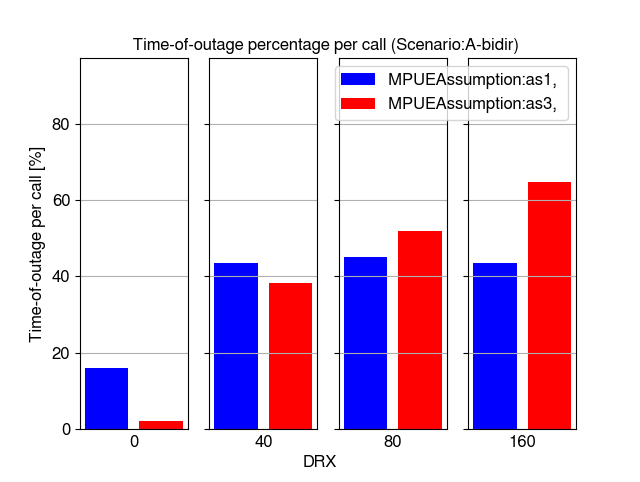 Time-of-outage percentage per call (Scenario:A-bidir)
MPUEAssumption:as1,
MPUEAssumption:as3,
Time-of-outage per call [%]
80
60
40
20
0
0
40
80
160
DRX